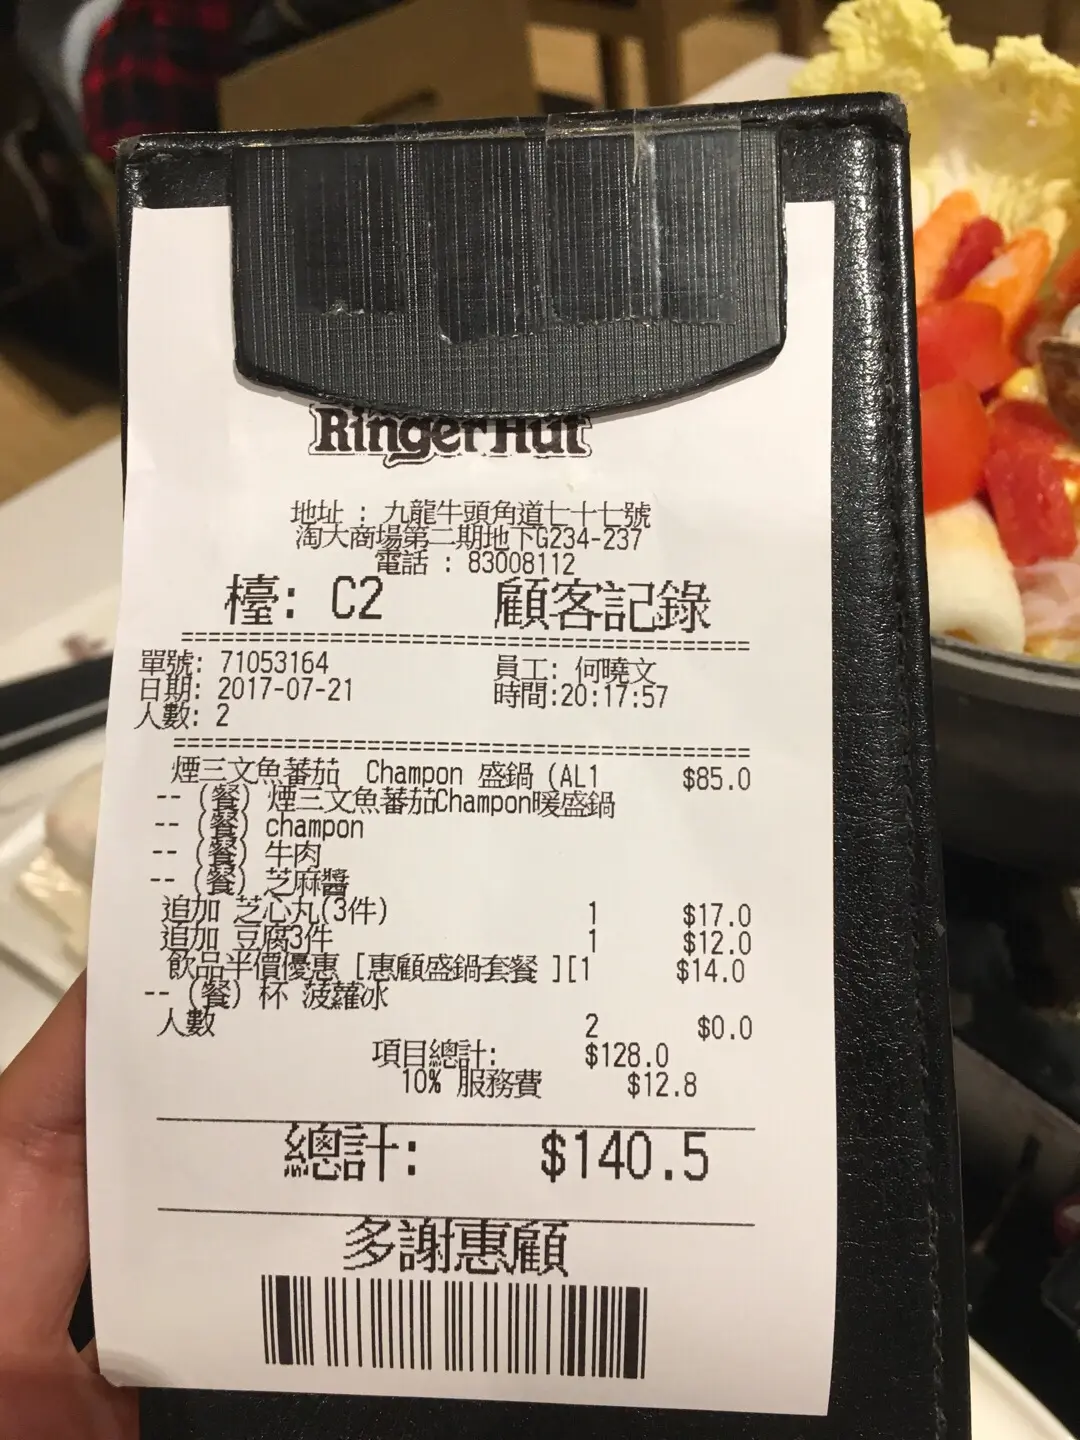 Ringer Hut
地址 : 九龍牛頭角道七十七號
淘大商場第二期地下G234-237
電話 : 83008112
檯: C2 顧客記錄
單號: 71053164 員工: 何曉文
日期: 2017-07-21 時間:20:17:57
人數: 2
煙三文魚蕃茄 Champon 盛鍋 (AL1 $85.0
-- (餐) 煙三文魚蕃茄Champon暖盛鍋
-- (餐) champon
-- (餐) 牛肉
-- (餐) 芝麻醬
追加 芝心丸(3件) 1 $17.0
追加 豆腐3件 1 $12.0
飲品半價優惠 [惠顧盛鍋套餐 ][1 $14.0
-- (餐) 杯 菠蘿冰
人數 2 $0.0
項目總計: $128.0
10% 服務費 $12.8
總計: $140.5
多謝惠顧